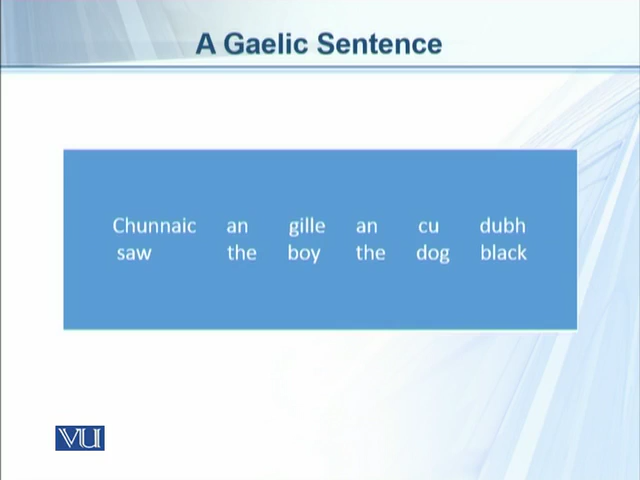 A Gaelic Sentence
Chunnaic an gille an cu dubh
saw the boy the dog black
VU